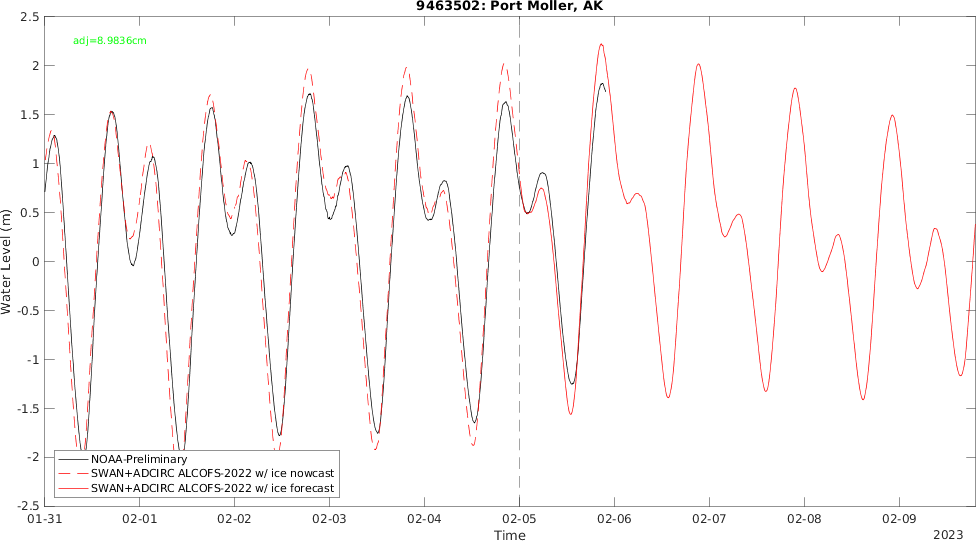 9463502: Port Moller, AK
adj=8.9836cm
2.5
2
1.5
1
0.5
0
-0.5
-1
-1.5
-2
-2.5
Water Level (m)
NOAA-Preliminary
SWAN+ADCIRC ALCOFS-2022 w/ ice nowcast
SWAN+ADCIRC ALCOFS-2022 w/ ice forecast
01-31 02-01 02-02 02-03 02-04 02-05 02-06 02-07 02-08 02-09
Time
2023